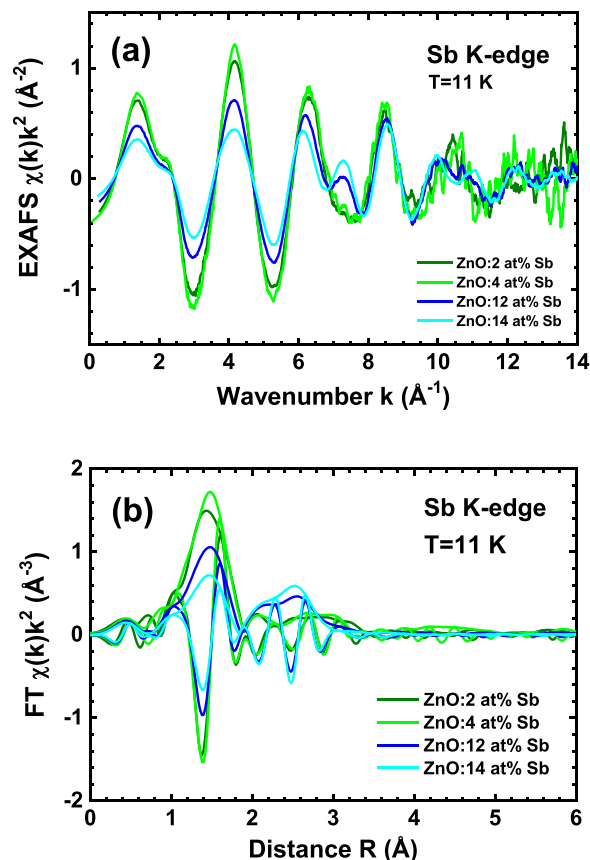 (a)
Sb K-edge
T=11 K
EXAFS χ(k)k² (Å⁻²)
1
0
-1
ZnO:2 at% Sb
ZnO:4 at% Sb
ZnO:12 at% Sb
ZnO:14 at% Sb
0 2 4 6 8 10 12 14
Wavenumber k (Å⁻¹)
(b)
Sb K-edge
T=11 K
FT χ(k)k² (Å⁻³)
2
1
0
-1
-2
ZnO:2 at% Sb
ZnO:4 at% Sb
ZnO:12 at% Sb
ZnO:14 at% Sb
0 1 2 3 4 5 6
Distance R (Å)